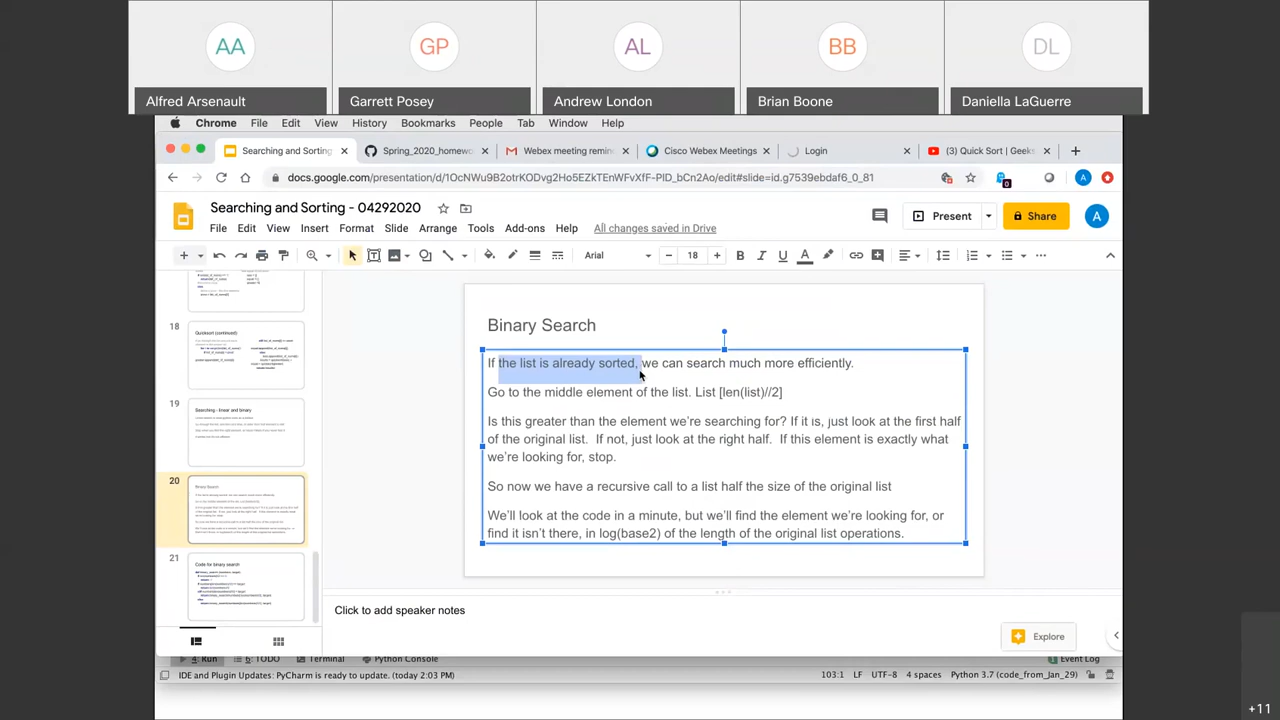 AA GP AL BB DL
Alfred Arsenault Garrett Posey Andrew London Brian Boone Daniella LaGuerre
Chrome File Edit View History Bookmarks People Tab Window Help
Searching and Sorting Spring_2020_homew Webex meeting remin Cisco Webex Meetings Login (3) Quick Sort | Geeks
docs.google.com/presentation/d/1OcNWu9B2otrKODvg2Ho5EZkTEnWFVxfF-PID_bCn2Ao/edit#slide=id.g7539ebdaf6_0_81 A
Searching and Sorting - 04292020 Present Share A
File Edit View Insert Format Slide Arrange Tools Add-ons Help All changes saved in Drive
Arial 18 B I U A
18 Quicksort (continued)
19 Searching - linear and binary
20 Binary Search
21 Code for binary search
Binary Search
If the list is already sorted, we can search much more efficiently.
Go to the middle element of the list. List [len(list)//2]
Is this greater than the element we're searching for? If it is, just look at the first half
of the original list. If not, just look at the right half. If this element is exactly what
we're looking for, stop.
So now we have a recursive call to a list half the size of the original list
We'll look at the code in a minute, but we'll find the element we're looking for, or
find it isn't there, in log(base2) of the length of the original list operations.
Click to add speaker notes
Explore
4: Run 6: TODO Terminal Python Console Event Log
IDE and Plugin Updates: PyCharm is ready to update. (today 2:03 PM) 103:1 LF UTF-8 4 spaces Python 3.7 (code_from_Jan_29)
+11